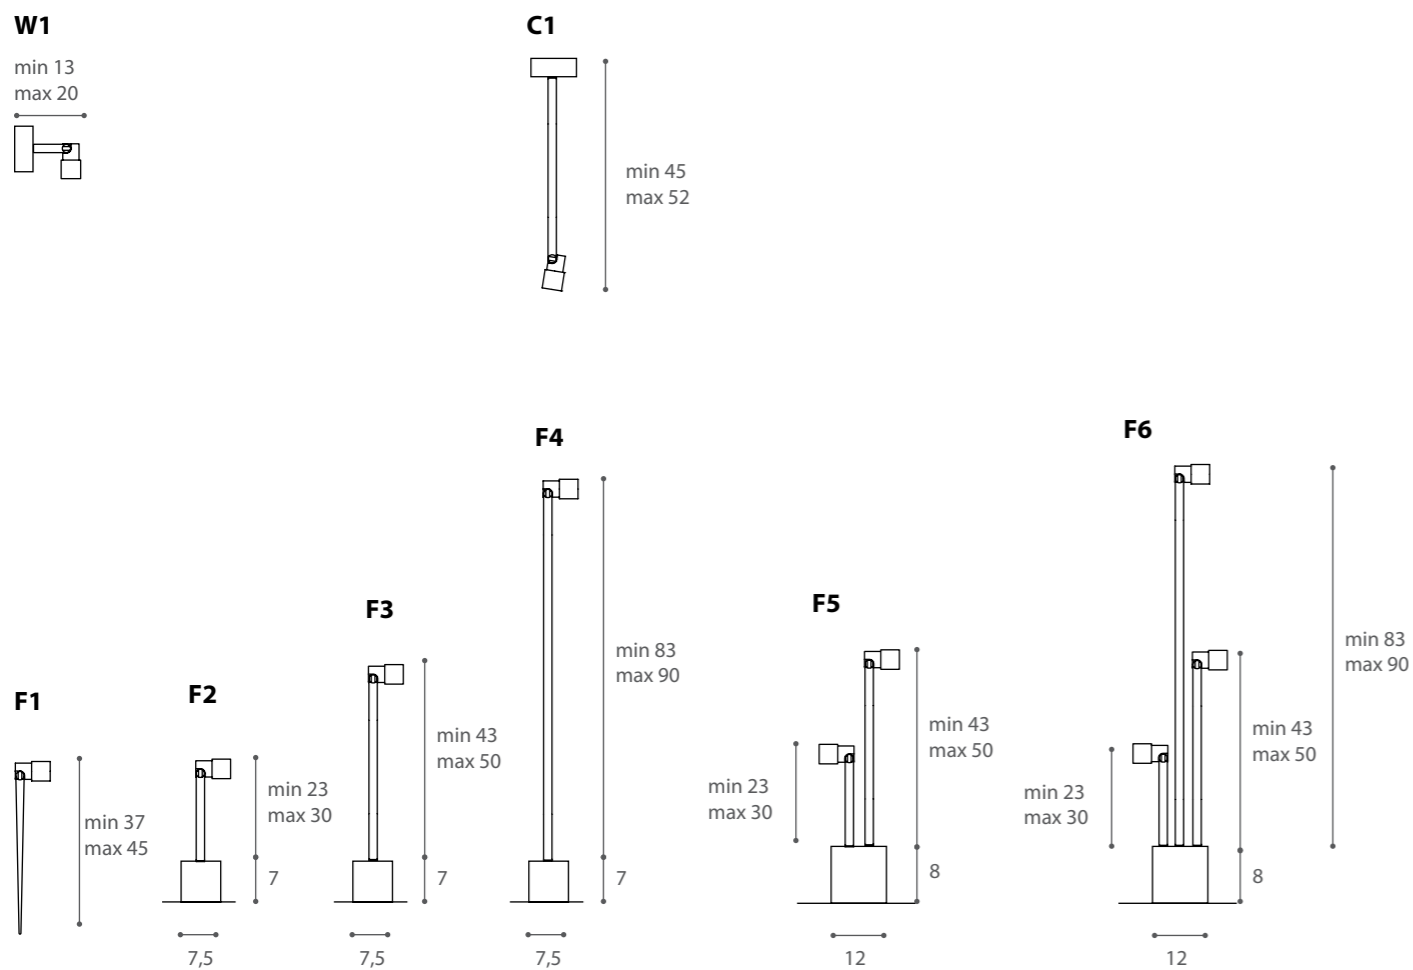 W1
min 13
max 20
C1
min 45
max 52
F1
min 37
max 45
F2
min 23
max 30
7
7,5
F3
min 43
max 50
7
7,5
F4
min 83
max 90
7
7,5
F5
min 23
max 30
min 43
max 50
8
12
F6
min 23
max 30
min 43
max 50
min 83
max 90
8
12